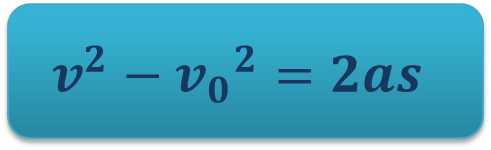 v² − v₀² = 2as